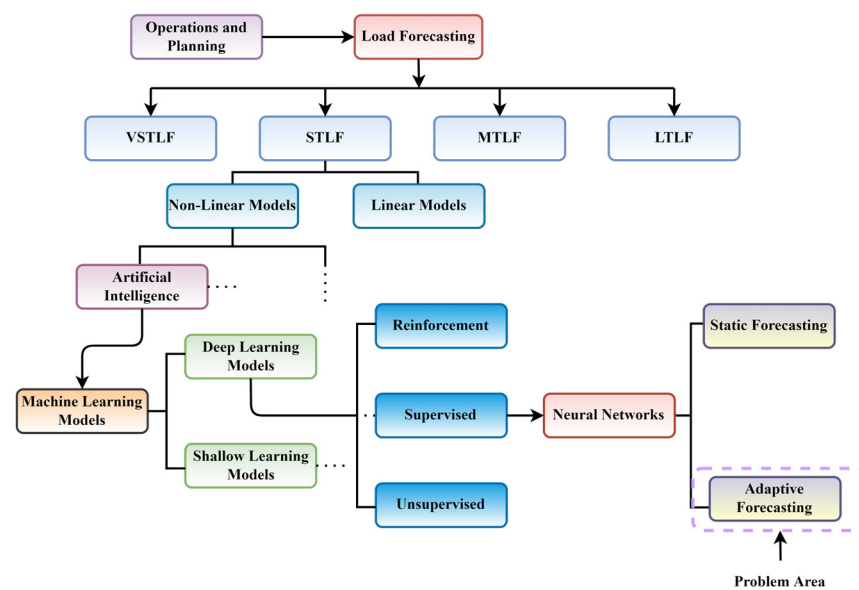 Operations and
Planning
Load Forecasting
VSTLF
STLF
MTLF
LTLF
Non-Linear Models
Linear Models
Artificial
Intelligence
Reinforcement
Static Forecasting
Deep Learning
Models
Machine Learning
Models
Supervised
Neural Networks
Shallow Learning
Models
Unsupervised
Adaptive
Forecasting
Problem Area